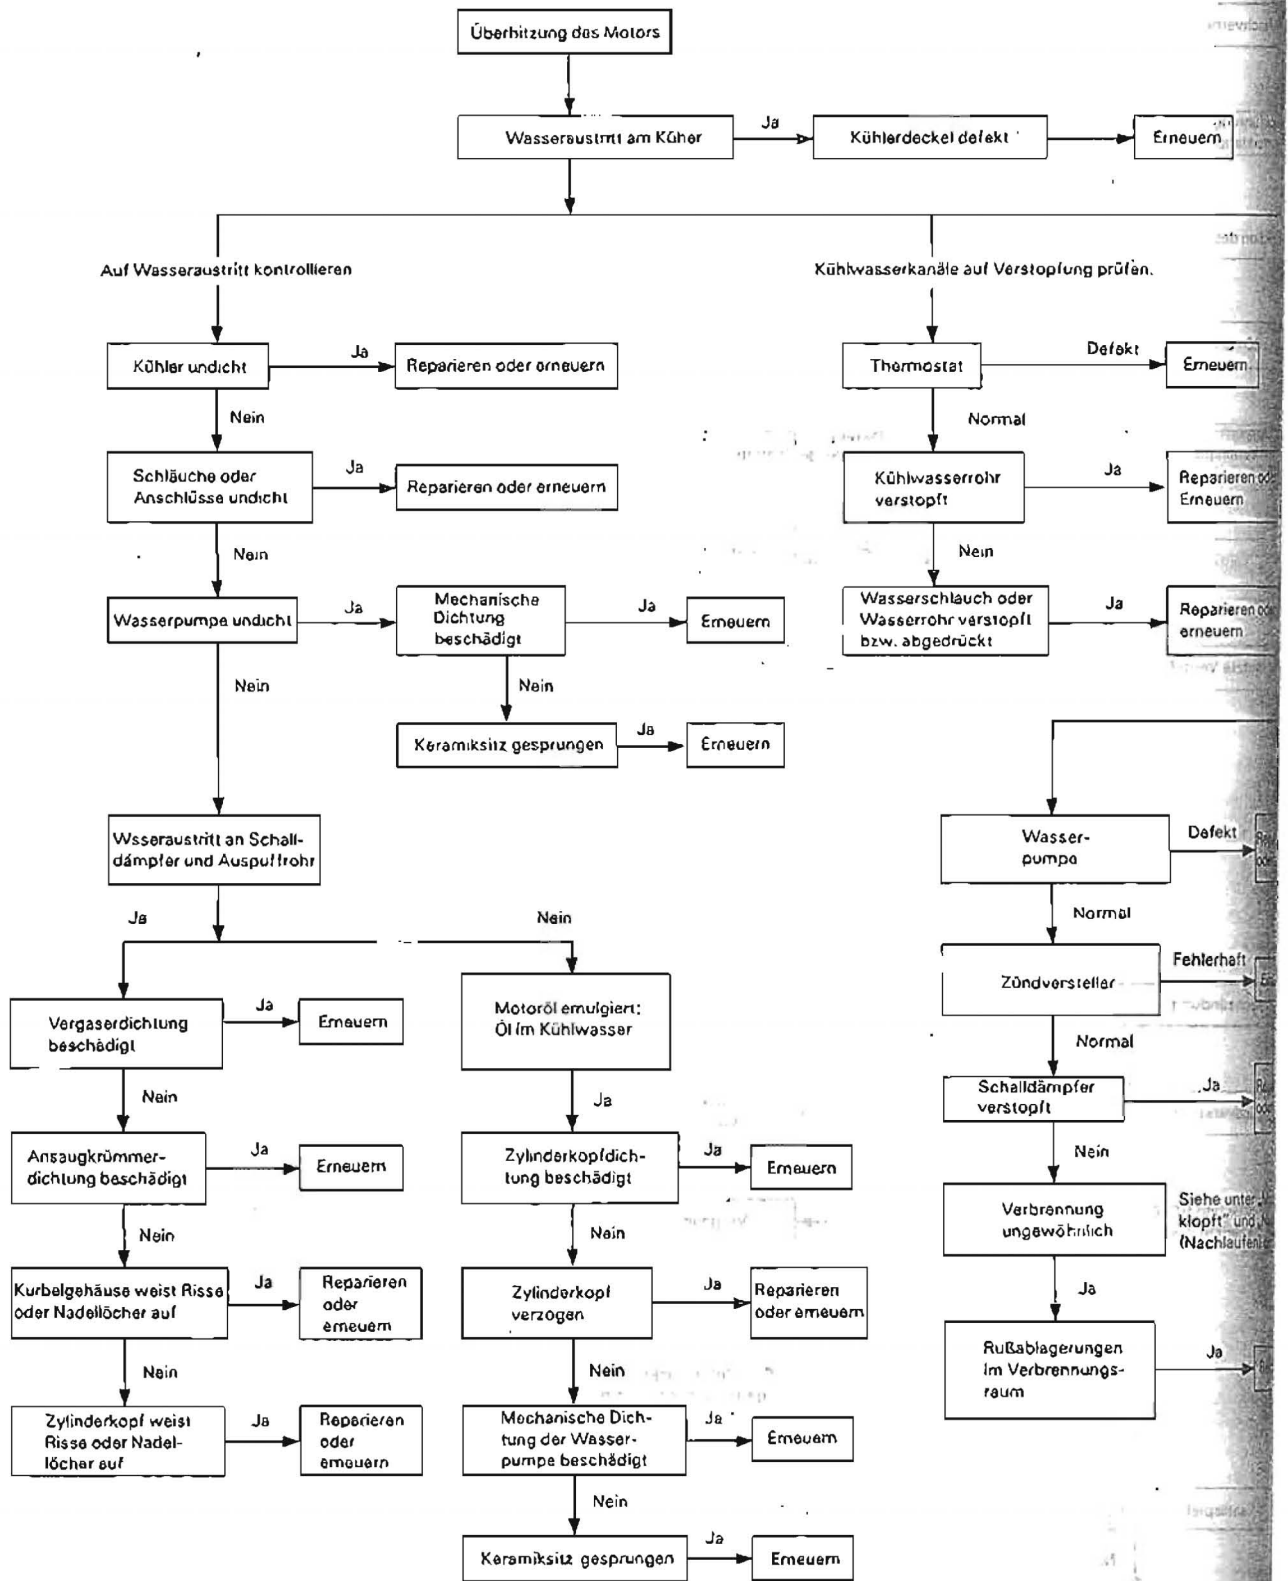 Überhitzung des Motors
Wasseraustritt am Küher
Ja
Kühlerdeckel defekt
Erneuern
Auf Wasseraustritt kontrollieren
Kühlwasserkanäle auf Verstopfung prüfen.
Kühler undicht
Ja
Reparieren oder erneuern
Thermostat
Defekt
Erneuern
Nein
Normal
Schläuche oder
Anschlüsse undicht
Ja
Reparieren oder erneuern
Kühlwasserrohr
verstopft
Ja
Reparieren
Erneuern
Nein
Nein
Wasserpumpe undicht
Ja
Mechanische
Dichtung
beschädigt
Ja
Erneuern
Wasserschlauch oder
Wasserrohr verstopft
bzw. abgedrückt
Ja
Reparieren
erneuern
Nein
Nein
Keramiksitz gesprungen
Ja
Erneuern
Wsseraustritt an Schall-
dämpfer und Auspuffrohr
Wasser-
pumpe
Defekt
Ja
Nein
Normal
Vergaserdichtung
beschädigt
Ja
Erneuern
Motoröl emulgiert;
Öl im Kühlwasser
Zündversteller
Fehlerhaft
Normal
Nein
Ja
Schalldämpfer
verstopft
Ja
Nein
Ansaugkrümmer-
dichtung beschädigt
Ja
Erneuern
Zylinderkopfdich-
tung beschädigt
Ja
Erneuern
Verbrennung
ungewöhnlich
Siehe unter
klopft" und
Nein
Nein
Ja
Kurbelgehäuse weist Risse
oder Nadellöcher auf
Ja
Reparieren
oder
erneuern
Zylinderkopf
verzogen
Ja
Reparieren
oder erneuern
Rußablagerungen
im Verbrennungs-
raum
Ja
Nein
Nein
Zylinderkopf weist
Risse oder Nadel-
löcher auf
Ja
Reparieren
oder
erneuern
Mechanische Dich-
tung der Wasser-
pumpe beschädigt
Ja
Erneuern
Nein
Keramiksitz gesprungen
Ja
Erneuern